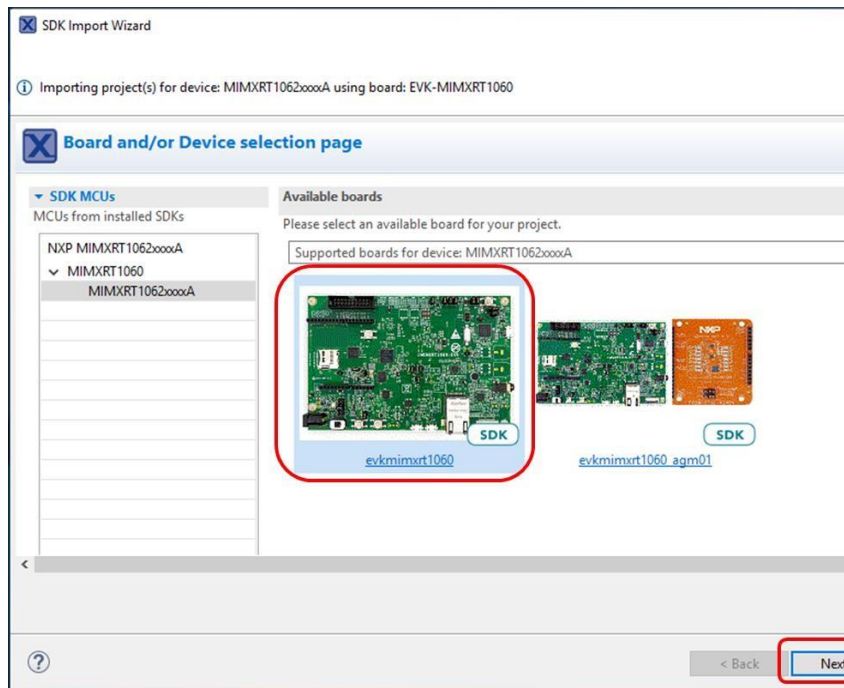 SDK Import Wizard
Importing project(s) for device: MIMXRT1062xxxxA using board: EVK-MIMXRT1060
Board and/or Device selection page
SDK MCUs
MCUs from installed SDKs
NXP MIMXRT1062xxxxA
MIMXRT1060
MIMXRT1062xxxxA
Available boards
Please select an available board for your project.
Supported boards for device: MIMXRT1062xxxxA
SDK
evkmimxrt1060
NXP
SDK
evkmimxrt1060_agm01
< Back
Next